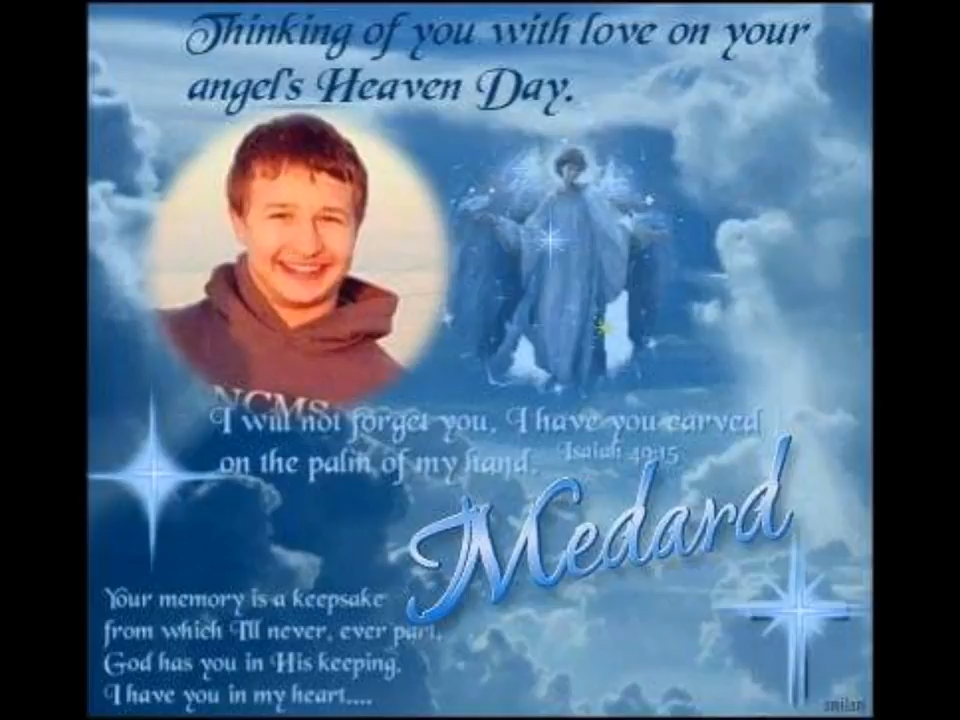 Thinking of you with love on your
angel's Heaven Day.
NCMS
I will not forget you, I have you carved
on the palm of my hand. Isaiah 49:15
Medard
Your memory is a keepsake
from which I'll never, ever part.
God has you in His keeping.
I have you in my heart....
smilan